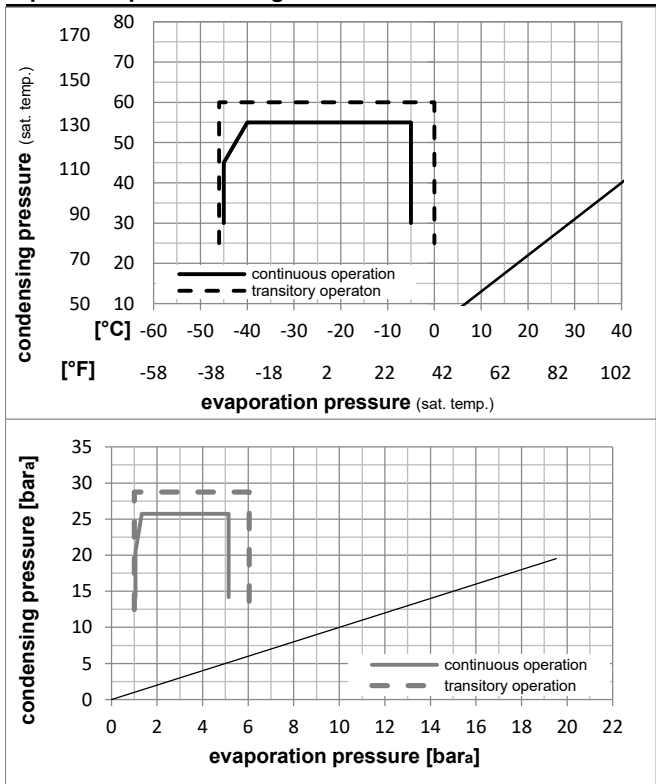 170 80
70
150
60
130 50
110 40
90 30
70 20
50 10
condensing pressure (sat. temp.)
continuous operation
transitory operaton
[°C] -60 -50 -40 -30 -20 -10 0 10 20 30 40
[°F] -58 -38 -18 2 22 42 62 82 102
evaporation pressure (sat. temp.)
35
30
25
20
15
10
5
0
condensing pressure [bara]
continuous operation
transitory operation
0 2 4 6 8 10 12 14 16 18 20 22
evaporation pressure [bara]